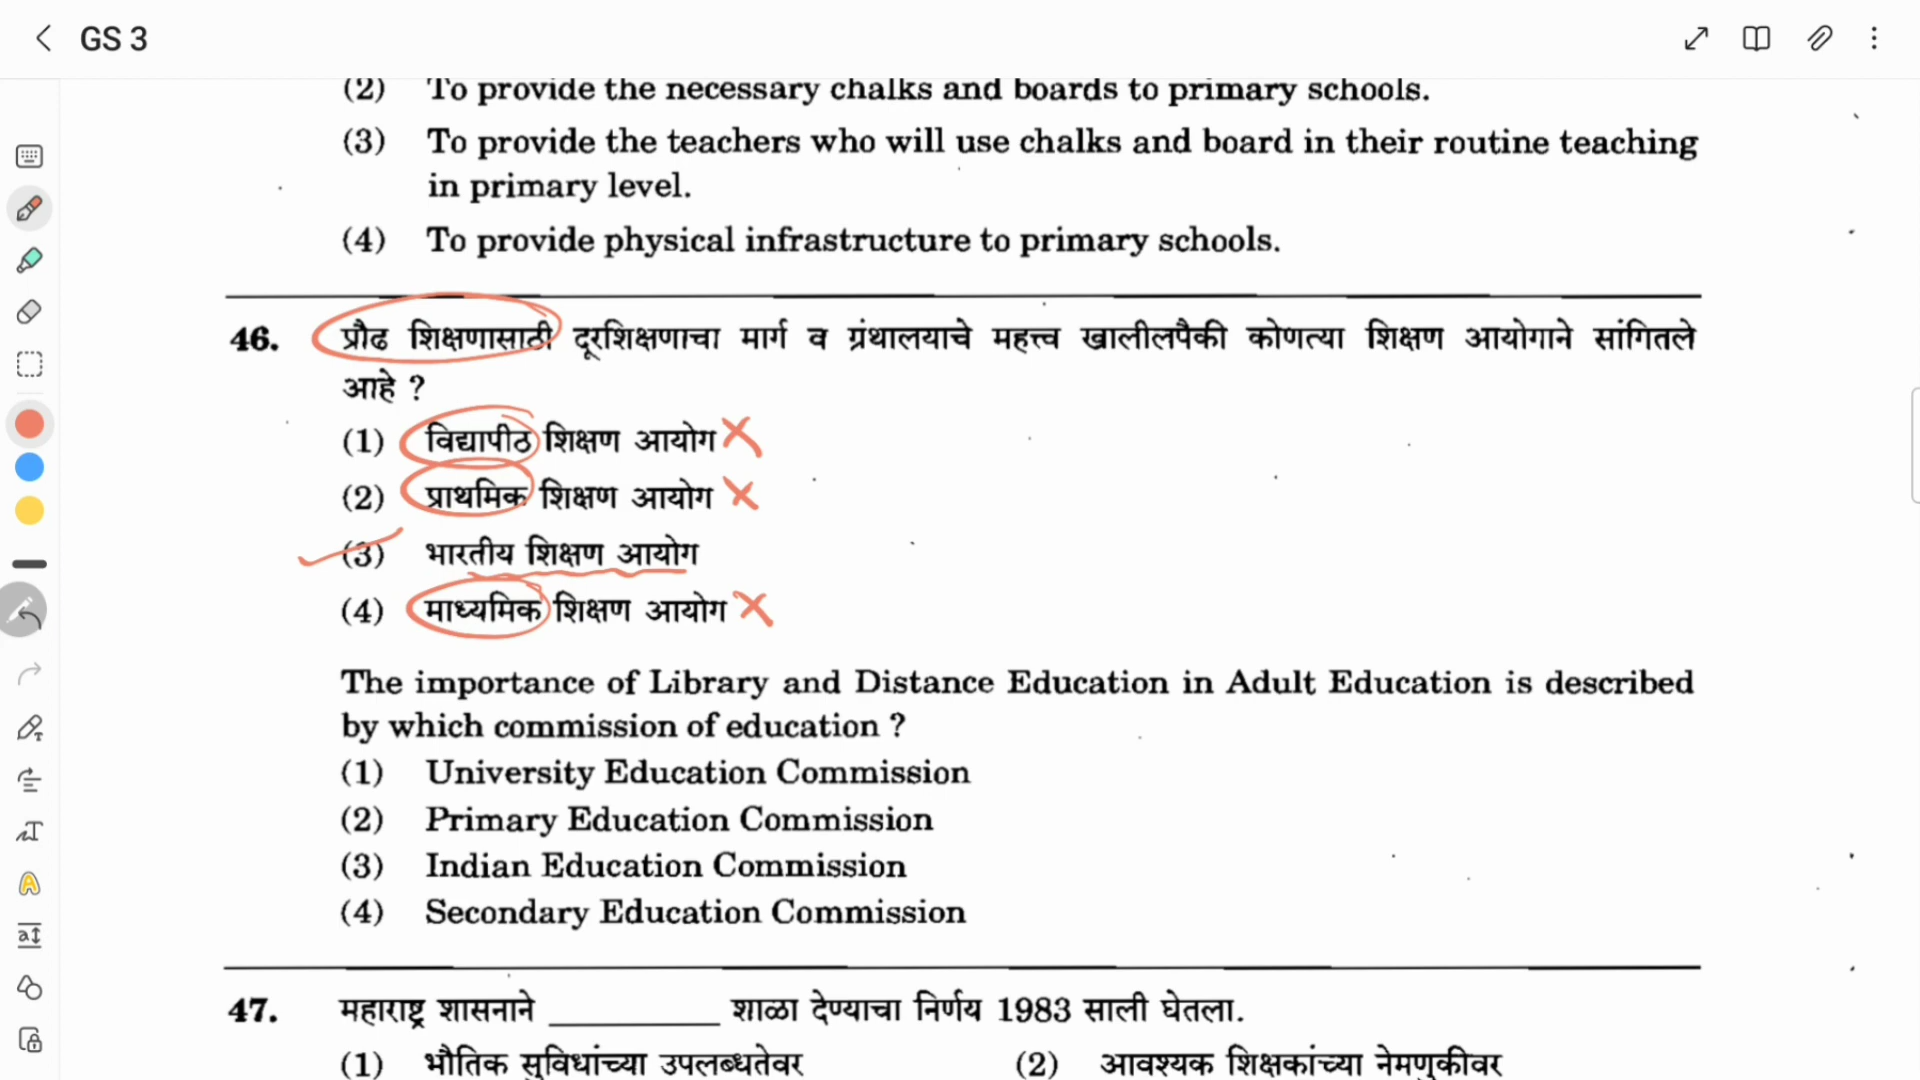 GS 3
(2) To provide the necessary chalks and boards to primary schools.
(3) To provide the teachers who will use chalks and board in their routine teaching
in primary level.
(4) To provide physical infrastructure to primary schools.
46. प्रौढ शिक्षणासाठी दूरशिक्षणाचा मार्ग व ग्रंथालयाचे महत्त्व खालीलपैकी कोणत्या शिक्षण आयोगाने सांगितले
आहे ?
(1) विद्यापीठ शिक्षण आयोग
(2) प्राथमिक शिक्षण आयोग
(3) भारतीय शिक्षण आयोग
(4) माध्यमिक शिक्षण आयोग
The importance of Library and Distance Education in Adult Education is described
by which commission of education ?
(1) University Education Commission
(2) Primary Education Commission
(3) Indian Education Commission
(4) Secondary Education Commission
47. महाराष्ट्र शासनाने __________ शाळा देण्याचा निर्णय 1983 साली घेतला.
(1) भौतिक सुविधांच्या उपलब्धतेवर (2) आवश्यक शिक्षकांच्या नेमणुकीवर